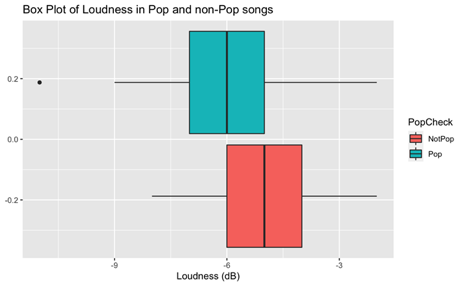 Box Plot of Loudness in Pop and non-Pop songs
0.2
0.0
-0.2
-9
-6
-3
Loudness (dB)
PopCheck
NotPop
Pop